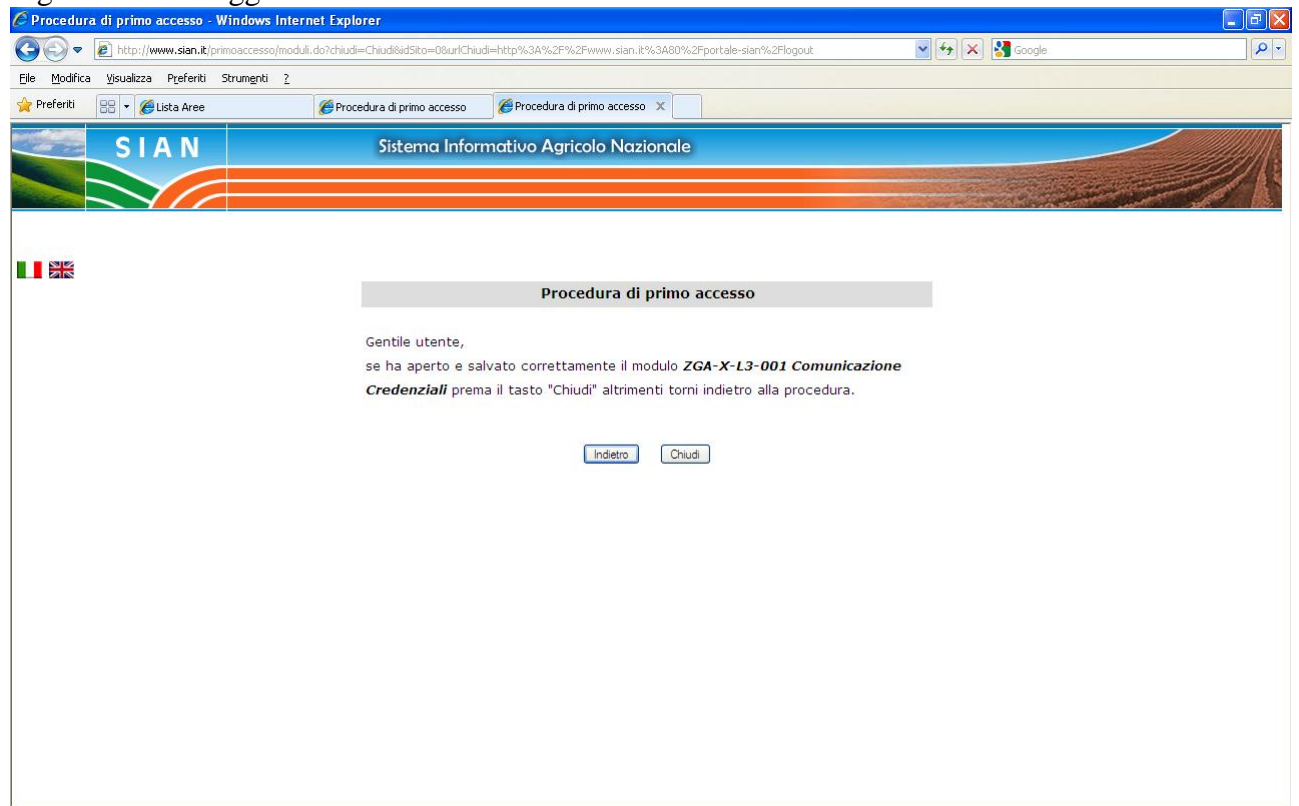 Procedura di primo accesso - Windows Internet Explorer
http://www.sian.it/primoaccesso/moduli.do?chiudi=Chiudi&idSito=0&urlChiudi=http%3A%2F%2Fwww.sian.it%3A80%2Fportale-sian%2Flogout
Google
File Modifica Visualizza Preferiti Strumenti ?
Preferiti Lista Aree Procedura di primo accesso Procedura di primo accesso X
SIAN Sistema Informativo Agricolo Nazionale
Procedura di primo accesso
Gentile utente,
se ha aperto e salvato correttamente il modulo ZGA-X-L3-001 Comunicazione
Credenziali prema il tasto "Chiudi" altrimenti torni indietro alla procedura.
Indietro Chiudi